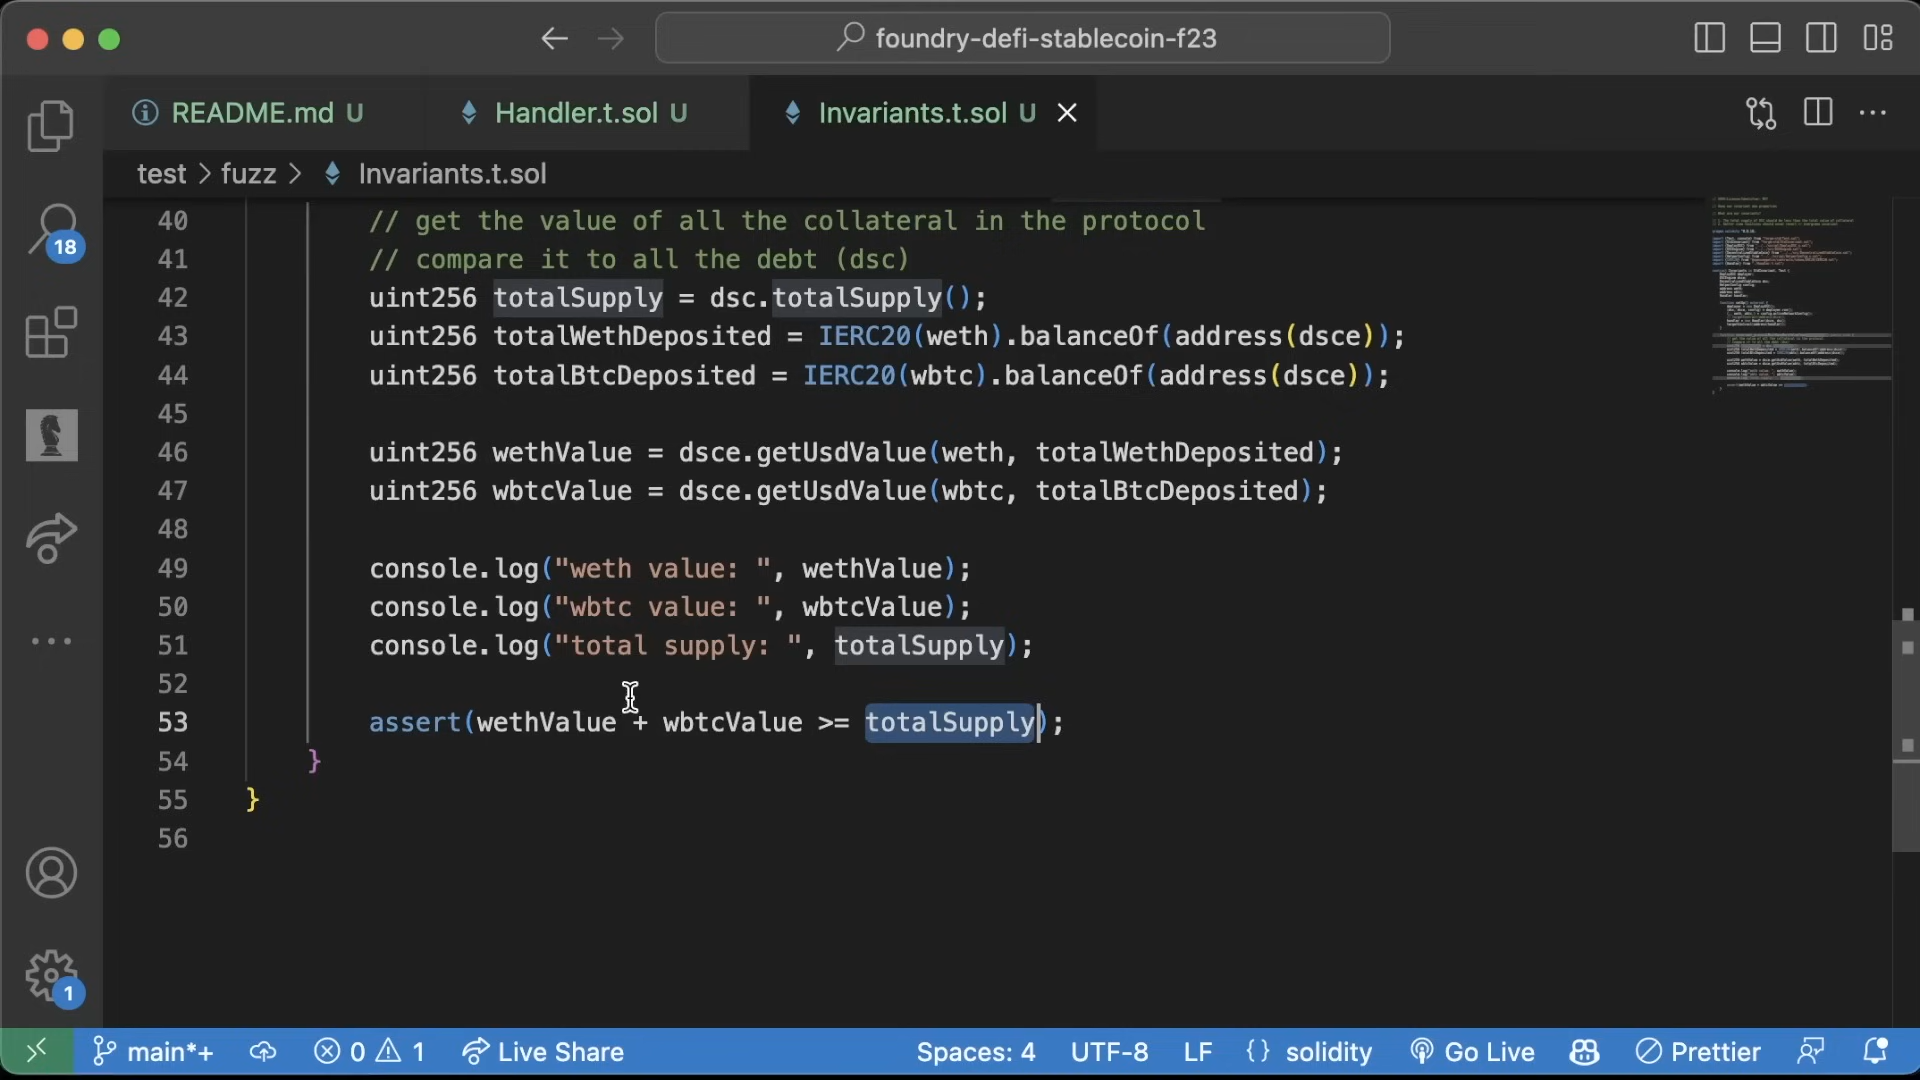 foundry-defi-stablecoin-f23
README.md U
Handler.t.sol U
Invariants.t.sol U
test > fuzz > Invariants.t.sol
18
40 // get the value of all the collateral in the protocol
41 // compare it to all the debt (dsc)
42 uint256 totalSupply = dsc.totalSupply();
43 uint256 totalWethDeposited = IERC20(weth).balanceOf(address(dsce));
44 uint256 totalBtcDeposited = IERC20(wbtc).balanceOf(address(dsce));
45
46 uint256 wethValue = dsce.getUsdValue(weth, totalWethDeposited);
47 uint256 wbtcValue = dsce.getUsdValue(wbtc, totalBtcDeposited);
48
49 console.log("weth value: ", wethValue);
50 console.log("wbtc value: ", wbtcValue);
51 console.log("total supply: ", totalSupply);
52
53 assert(wethValue + wbtcValue >= totalSupply);
54 }
55 }
56
1
main*+ 0 1 Live Share Spaces: 4 UTF-8 LF {} solidity Go Live Prettier